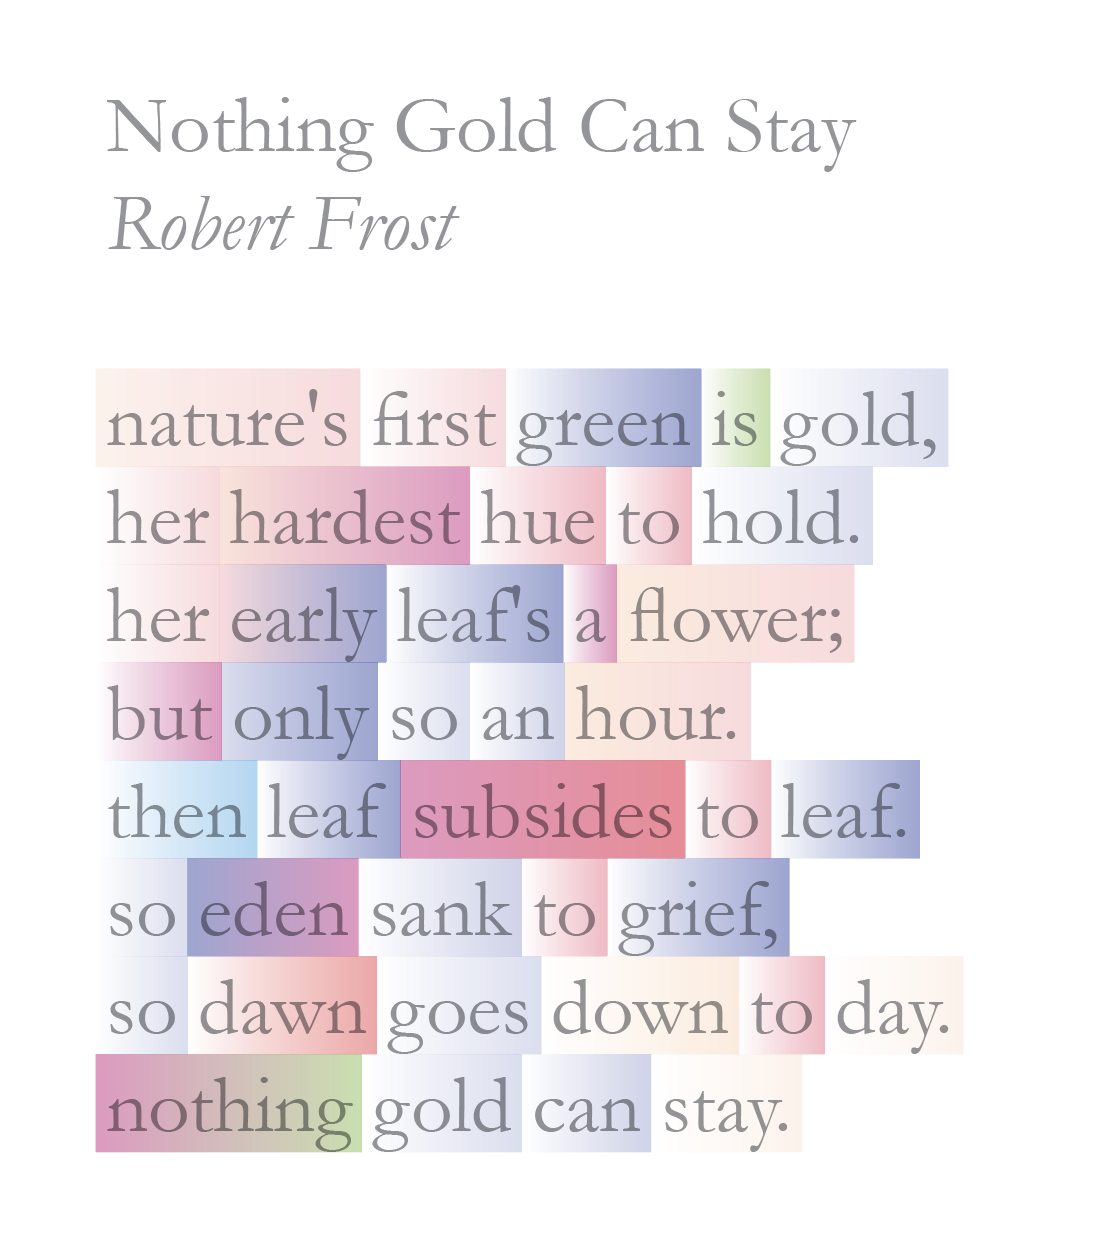 Nothing Gold Can Stay
Robert Frost
nature's first green is gold,
her hardest hue to hold.
her early leaf's a flower;
but only so an hour.
then leaf subsides to leaf.
so eden sank to grief,
so dawn goes down to day.
nothing gold can stay.